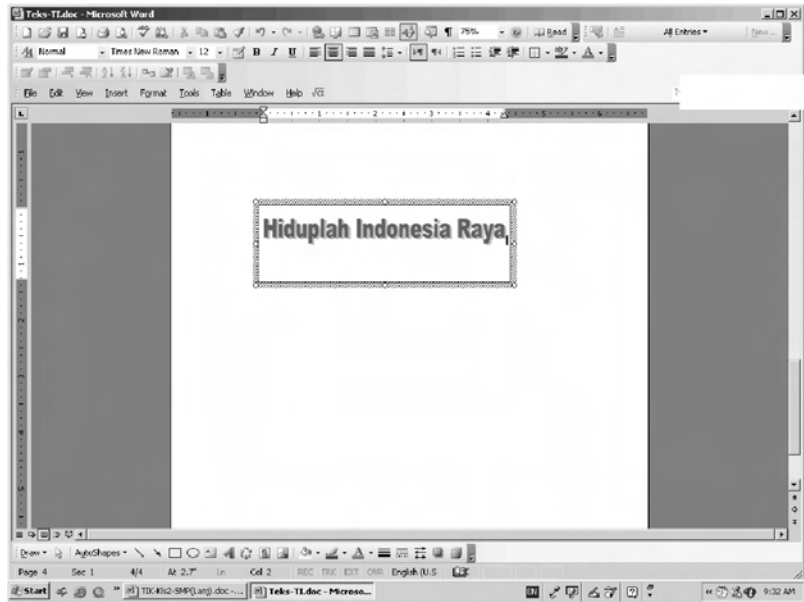 Teks-TI.doc - Microsoft Word
75% Read All Entries New...
Normal Times New Roman 12 B I U
File Edit View Insert Format Tools Table Window Help
Hiduplah Indonesia Raya
Draw AutoShapes
Page 4 Sec 1 4/4 At 2.7" Ln Col 2 REC TRK EXT OVR English (U.S
Start TIK-Kls2-SMP(Lanj).doc -... Teks-TI.doc - Microso... EN 9:32 AM